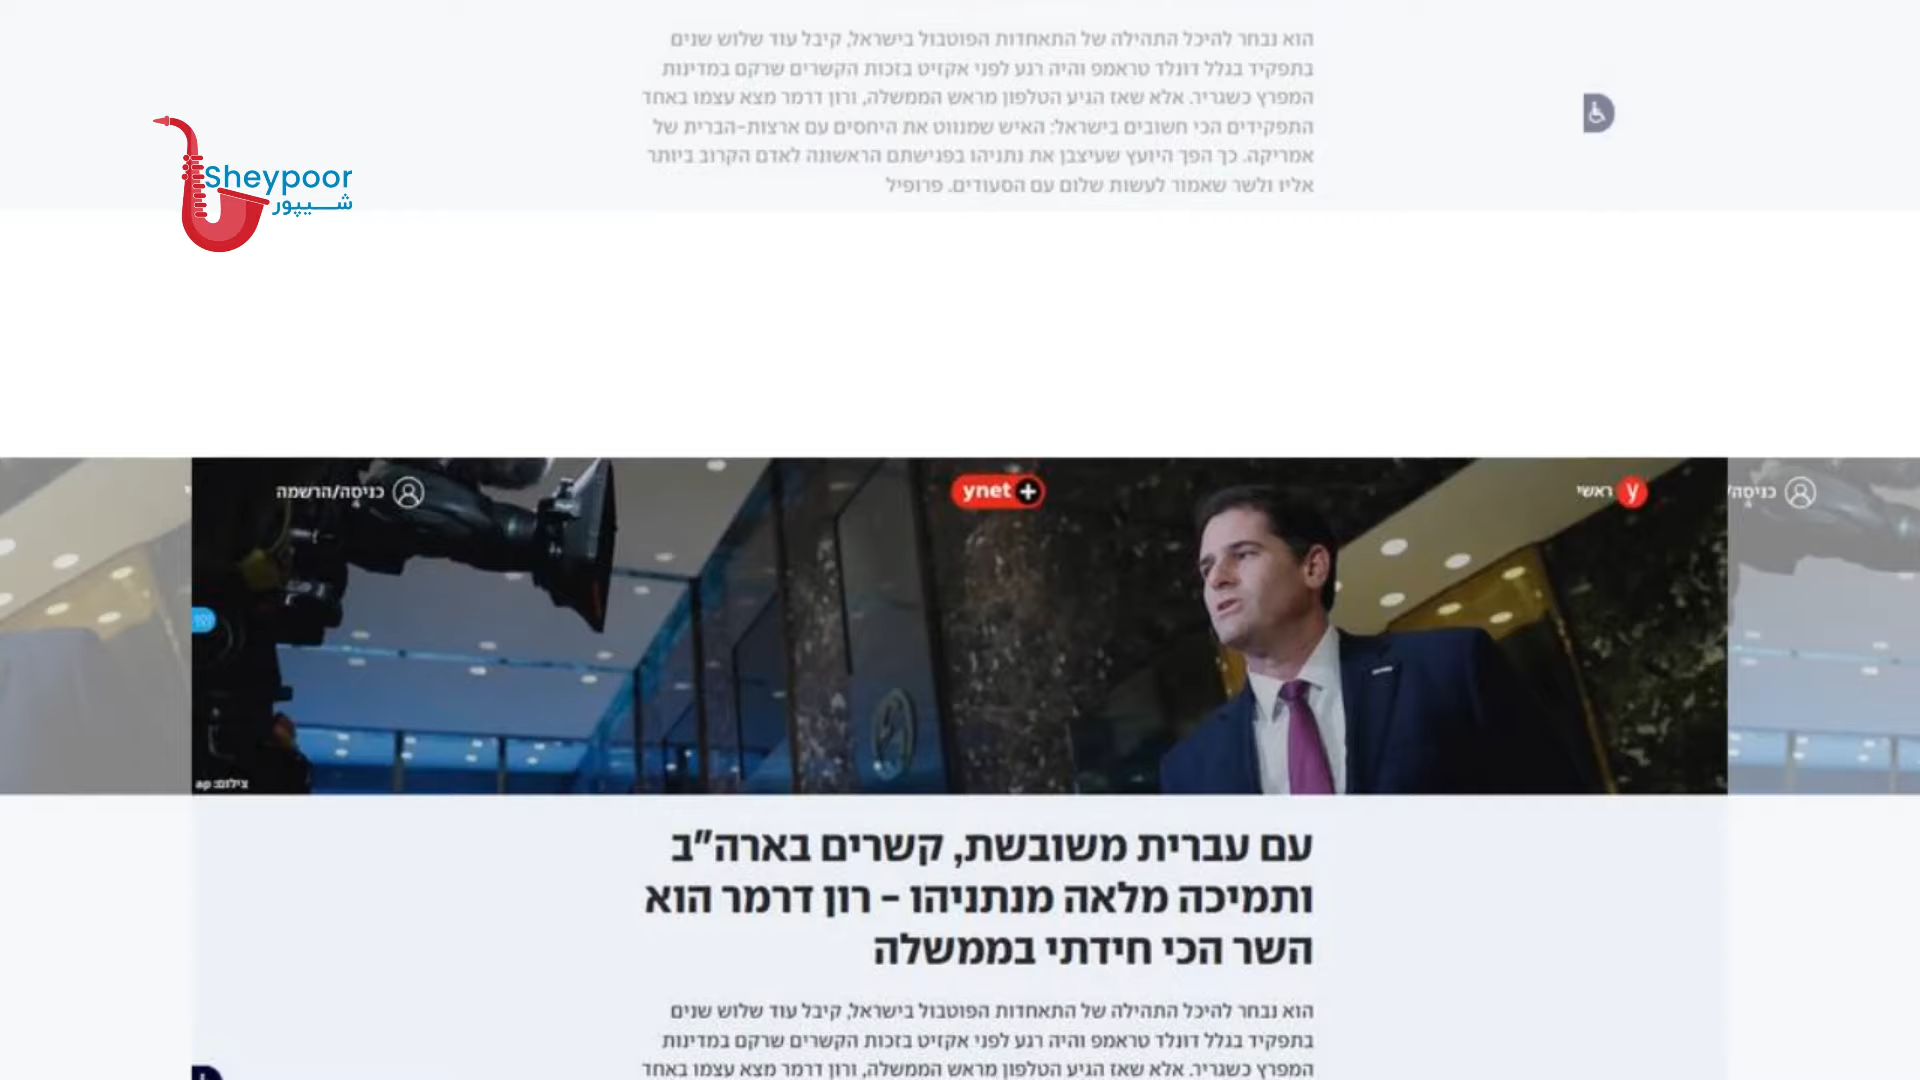 הוא נבחר להיכל התהילה של התאחדות הפוטבול בישראל, קיבל עוד שלוש שנים
בתפקיד בגלל דונלד טראמפ והיה רגע לפני אקזיט בזכות הקשרים שרקם במדינות
המפרץ כשגריר. אלא שאז הגיע הטלפון מראש הממשלה, ורון דרמר מצא עצמו באחד
התפקידים הכי חשובים בישראל: האיש שמנווט את היחסים עם ארצות-הברית של
אמריקה. כך הפך היועץ שעיצבן את נתניהו בפגישתם הראשונה לאדם הקרוב ביותר
אליו ולשר שאמור לעשות שלום עם הסעודים. פרופיל
Sheypoor
شیپور
כניסה/הרשמה
ynet+
ראשי y
כניסה/
צילום: ap
עם עברית משובשת, קשרים בארה"ב
ותמיכה מלאה מנתניהו - רון דרמר הוא
השר הכי חידתי בממשלה
הוא נבחר להיכל התהילה של התאחדות הפוטבול בישראל, קיבל עוד שלוש שנים
בתפקיד בגלל דונלד טראמפ והיה רגע לפני אקזיט בזכות הקשרים שרקם במדינות
המפרץ כשגריר. אלא שאז הגיע הטלפון מראש הממשלה, ורון דרמר מצא עצמו באחד